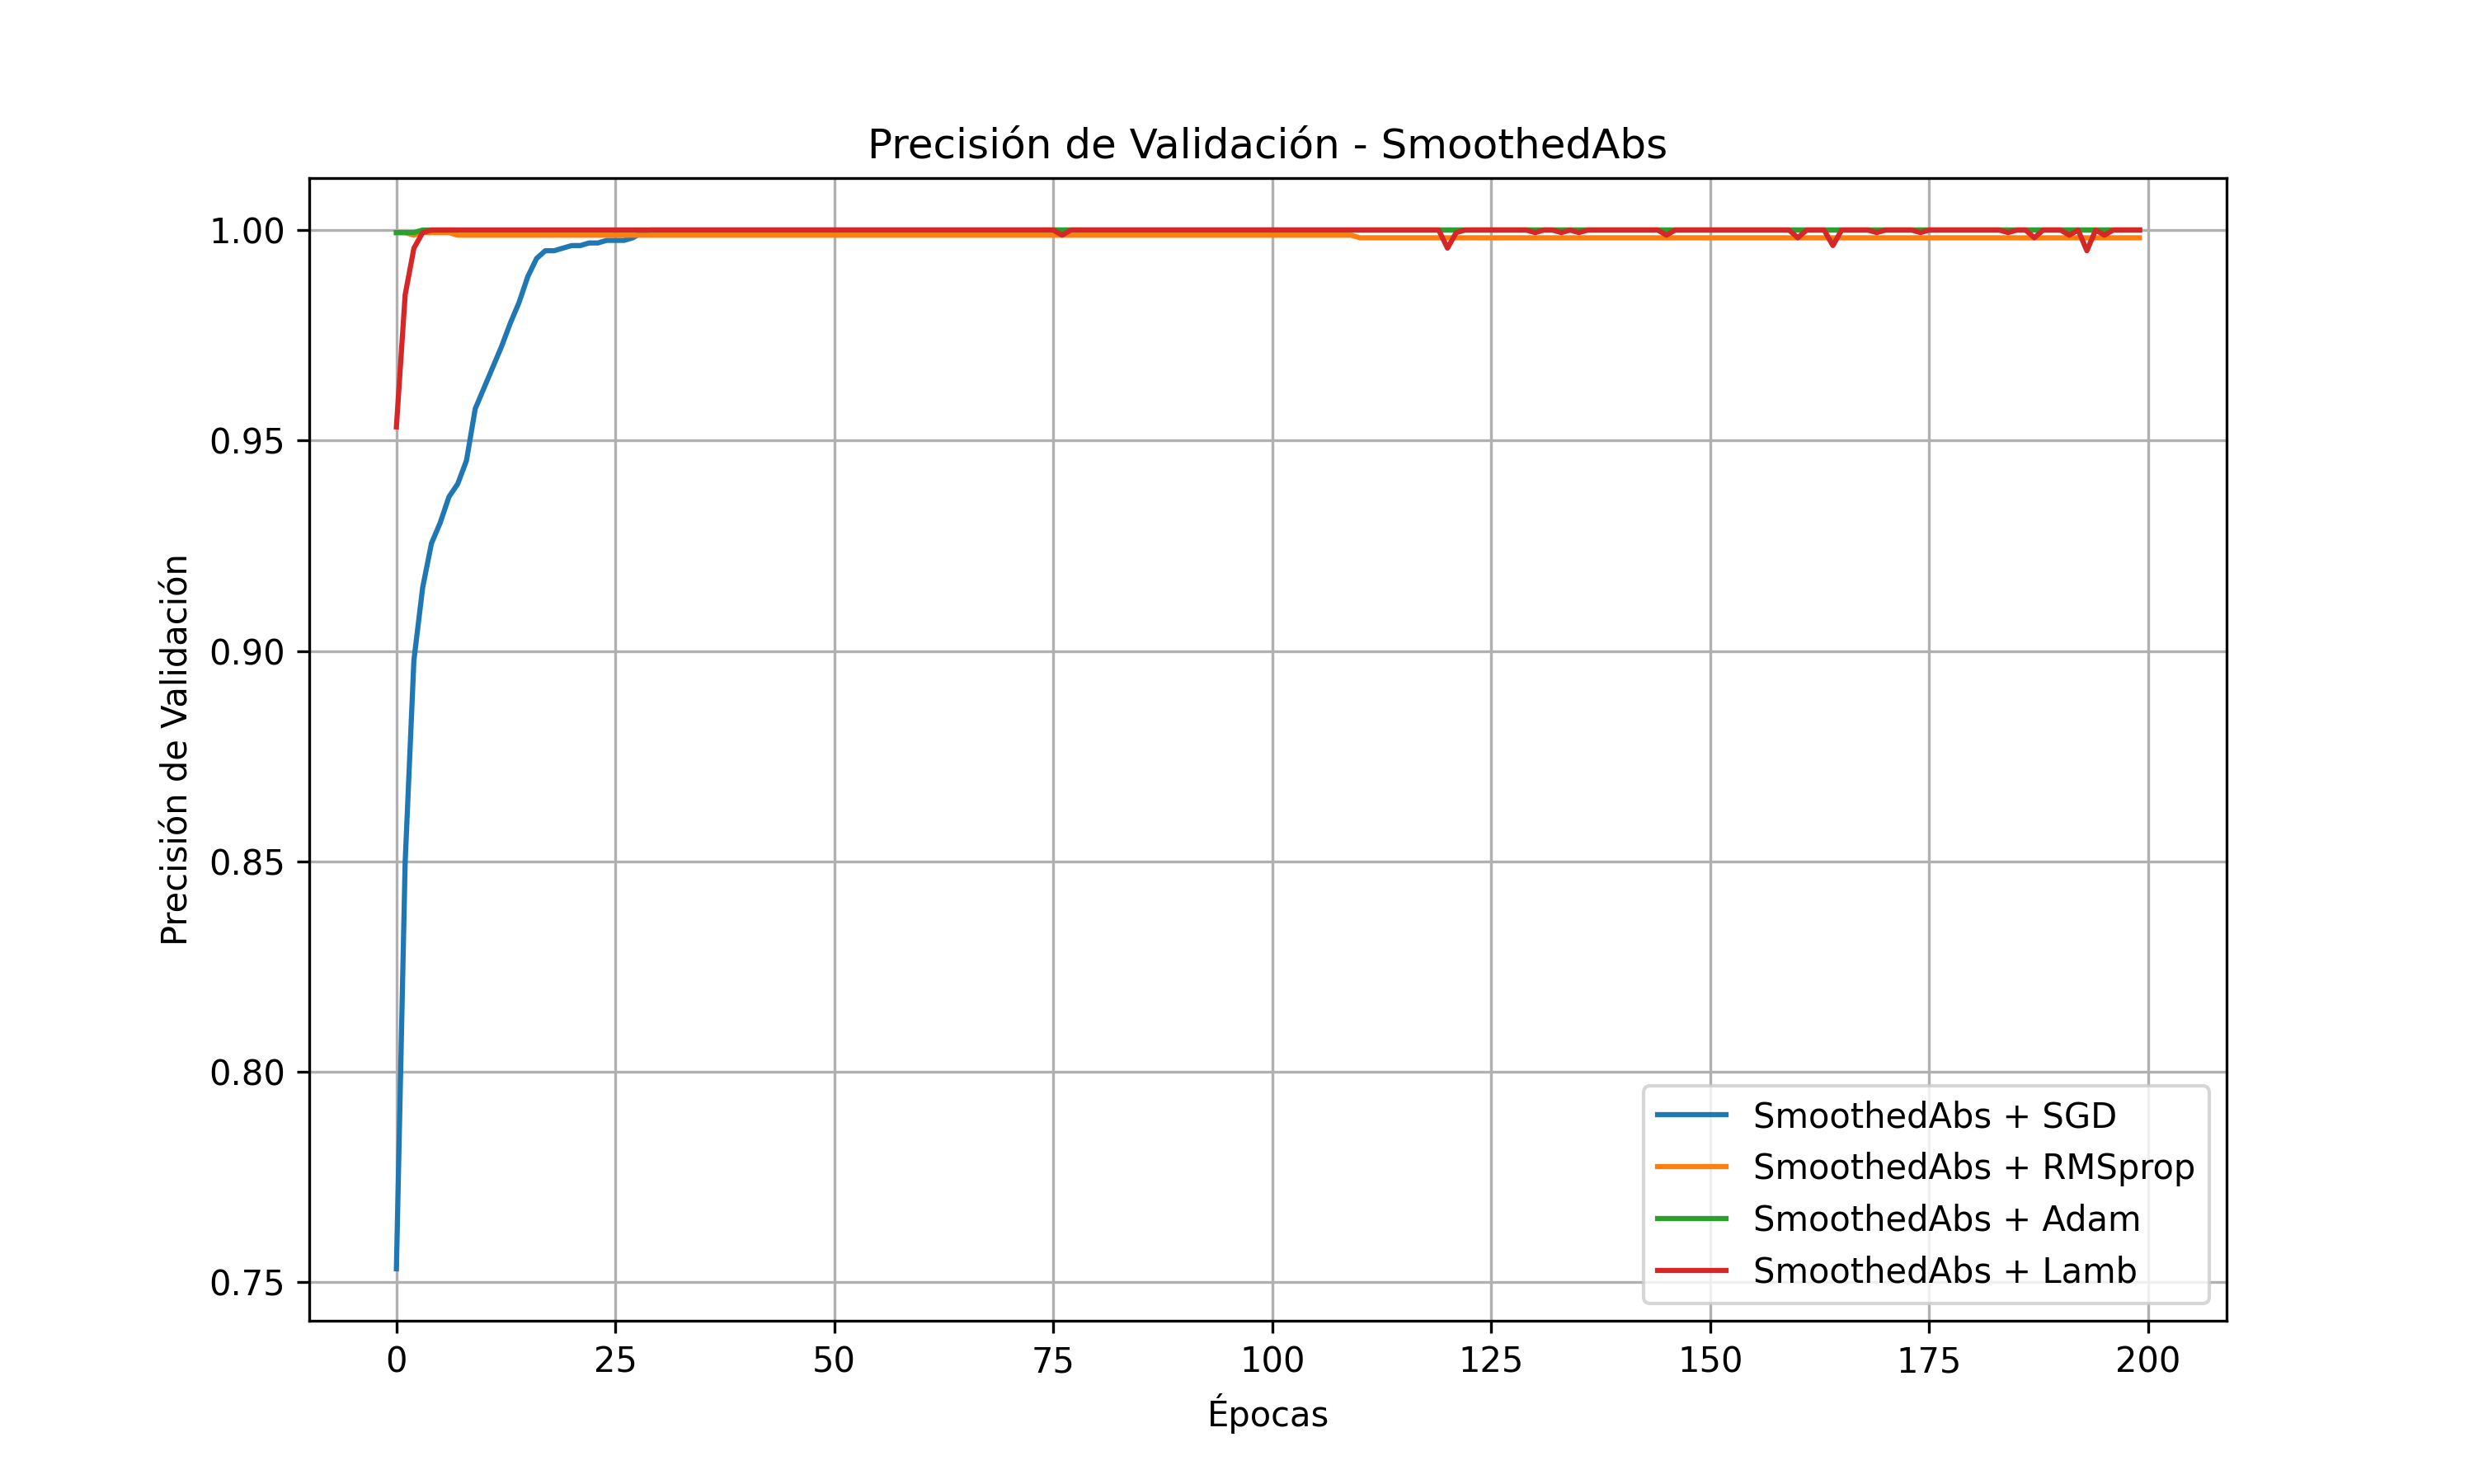 Precisión de Validación - SmoothedAbs
Precisión de Validación
1.00
0.95
0.90
0.85
0.80
0.75
SmoothedAbs + SGD
SmoothedAbs + RMSprop
SmoothedAbs + Adam
SmoothedAbs + Lamb
0 25 50 75 100 125 150 175 200
Épocas